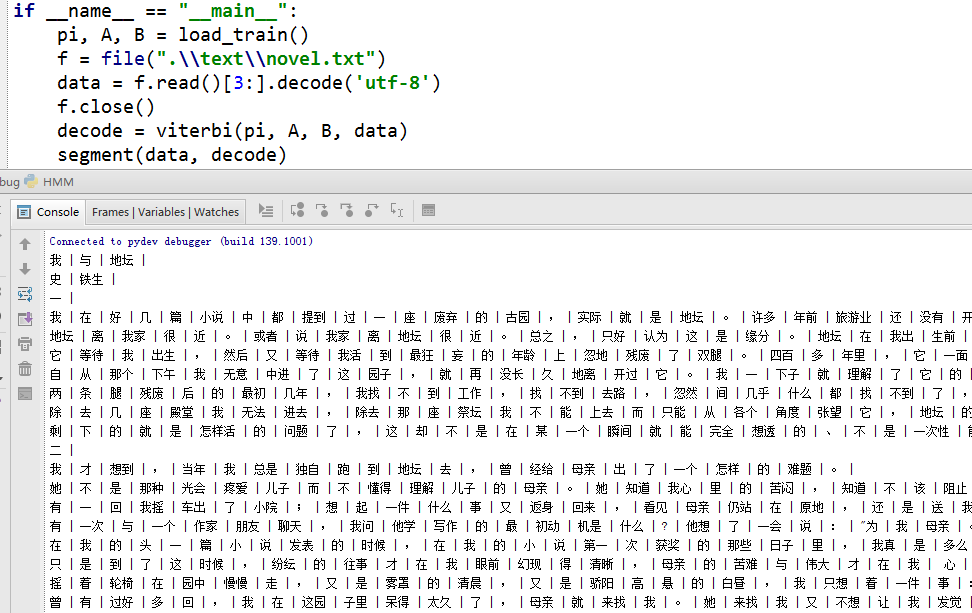 if __name__ == "__main__":
pi, A, B = load_train()
f = file(".\\text\\novel.txt")
data = f.read()[3:].decode('utf-8')
f.close()
decode = viterbi(pi, A, B, data)
segment(data, decode)
bug HMM
Console Frames | Variables | Watches
Connected to pydev debugger (build 139.1001)
我 | 与 | 地坛 |
史 | 铁生 |
一 |
我 | 在 | 好 | 几 | 篇 | 小说 | 中 | 都 | 提到 | 过 | 一 | 座 | 废弃 | 的 | 古园 | , | 实际 | 就 | 是 | 地坛 | 。 | 许多 | 年前 | 旅游业 | 还 | 没有 | 开
地坛 | 离 | 我家 | 很 | 近 | 。 | 或者 | 说 | 我家 | 离 | 地坛 | 很 | 近 | 。 | 总之 | , | 只好 | 认为 | 这 | 是 | 缘分 | 。 | 地坛 | 在 | 我出 | 生前
它 | 等待 | 我 | 出生 | , | 然后 | 又 | 等待 | 我活 | 到 | 最狂 | 妄 | 的 | 年龄 | 上 | 忽地 | 残废 | 了 | 双腿 | 。 | 四百 | 多 | 年里 | , | 它 | 一面
自 | 从 | 那个 | 下午 | 我 | 无意 | 中进 | 了 | 这 | 园子 | , | 就 | 再 | 没长 | 久 | 地离 | 开过 | 它 | 。 | 我 | 一 | 下子 | 就 | 理解 | 了 | 它 | 的
两 | 条 | 腿 | 残废 | 后 | 的 | 最初 | 几年 | , | 我找 | 不 | 到 | 工作 | , | 找 | 不到 | 去路 | , | 忽然 | 间 | 几乎 | 什么 | 都 | 找 | 不到 | 了 | ,
除 | 去 | 几 | 座 | 殿堂 | 我 | 无法 | 进去 | , | 除去 | 那 | 座 | 祭坛 | 我 | 不 | 能 | 上去 | 而 | 只能 | 从 | 各个 | 角度 | 张望 | 它 | , | 地坛 | 的
剩 | 下 | 的 | 就 | 是 | 怎样活 | 的 | 问题 | 了 | , | 这 | 却 | 不 | 是 | 在 | 某 | 一个 | 瞬间 | 就 | 能 | 完全 | 想透 | 的 | 、 | 不 | 是 | 一次性 |
二 |
我 | 才 | 想到 | , | 当年 | 我 | 总是 | 独自 | 跑 | 到 | 地坛 | 去 | , | 曾 | 经给 | 母亲 | 出 | 了 | 一个 | 怎样 | 的 | 难题 | 。 |
她 | 不 | 是 | 那种 | 光会 | 疼爱 | 儿子 | 而 | 不 | 懂得 | 理解 | 儿子 | 的 | 母亲 | 。 | 她 | 知道 | 我心 | 里 | 的 | 苦闷 | , | 知道 | 不 | 该 | 阻止
有 | 一 | 回 | 我摇 | 车出 | 了 | 小院 | ; | 想 | 起 | 一件 | 什么 | 事 | 又 | 返身 | 回来 | , | 看见 | 母亲 | 仍站 | 在 | 原地 | , | 还 | 是 | 送 | 我
有 | 一次 | 与 | 一个 | 作家 | 朋友 | 聊天 | , | 我问 | 他学 | 写作 | 的 | 最 | 初动 | 机是 | 什么 | ? | 他想 | 了 | 一会 | 说 | : | “为 | 我 | 母亲 |
在 | 我 | 的 | 头 | 一 | 篇 | 小 | 说 | 发表 | 的 | 时候 | , | 在 | 我 | 的 | 小 | 说 | 第一 | 次 | 获奖 | 的 | 那些 | 日子 | 里 | , | 我真 | 是 | 多么
只 | 是 | 到 | 了 | 这 | 时候 | , | 纷纭 | 的 | 往事 | 才 | 在 | 我 | 眼前 | 幻现 | 得 | 清晰 | , | 母亲 | 的 | 苦难 | 与 | 伟大 | 才 | 在 | 我 | 心 |
摇 | 着 | 轮椅 | 在 | 园中 | 慢慢 | 走 | , | 又 | 是 | 雾罩 | 的 | 清晨 | , | 又 | 是 | 骄阳 | 高 | 悬 | 的 | 白昼 | , | 我 | 只想 | 着 | 一件 | 事 | :
曾 | 有 | 过好 | 多 | 回 | , | 我 | 在 | 这园 | 子里 | 呆得 | 太久 | 了 | , | 母亲 | 就 | 来找 | 我 | 。 | 她 | 来找 | 我 | 又 | 不想 | 让 | 我 | 发觉